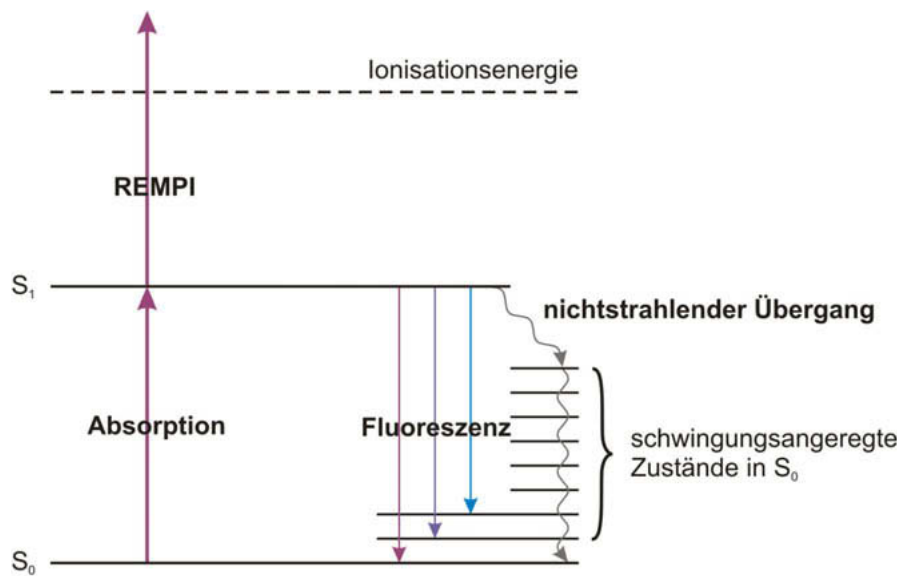 Ionisationsenergie
REMPI
S₁
nichtstrahlender Übergang
Absorption
Fluoreszenz
schwingungsangeregte
Zustände in S₀
S₀